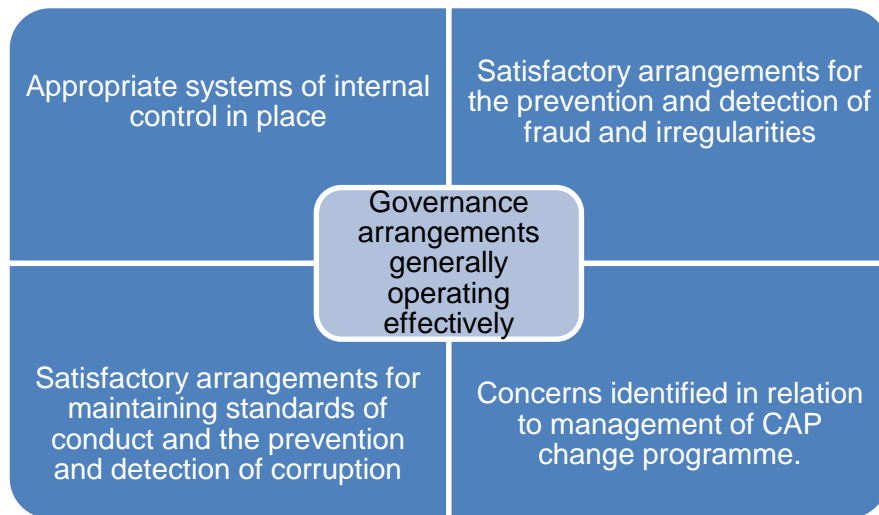 Appropriate systems of internal
control in place
Satisfactory arrangements for
the prevention and detection of
fraud and irregularities
Governance
arrangements
generally
operating
effectively
Satisfactory arrangements for
maintaining standards of
conduct and the prevention
and detection of corruption
Concerns identified in relation
to management of CAP
change programme.